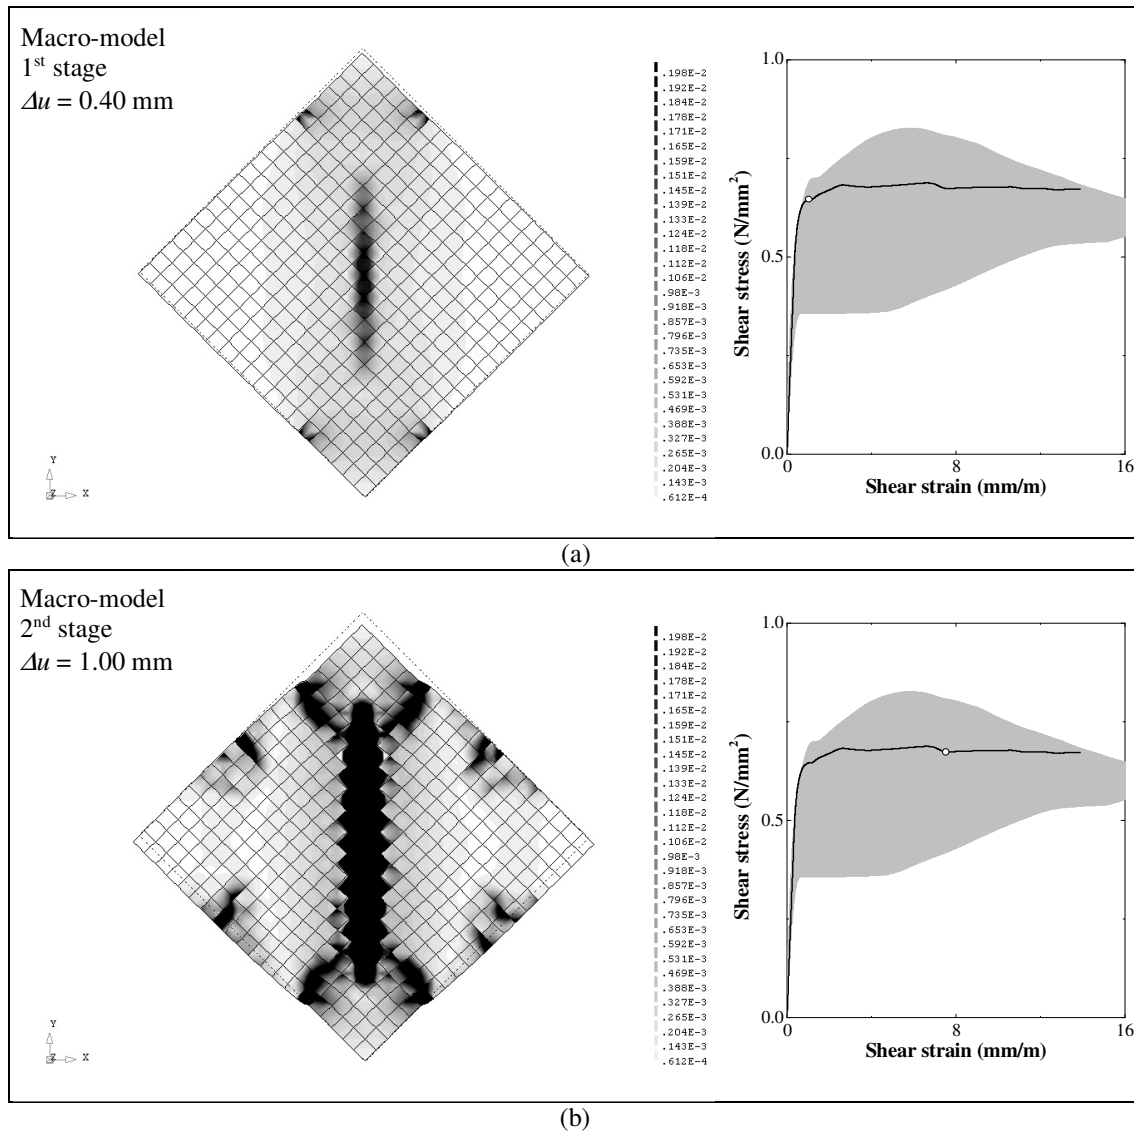 Macro-model
1st stage
Δu = 0.40 mm
.198E-2
.192E-2
.184E-2
.178E-2
.171E-2
.165E-2
.159E-2
.151E-2
.145E-2
.139E-2
.133E-2
.124E-2
.118E-2
.112E-2
.106E-2
.98E-3
.918E-3
.857E-3
.796E-3
.735E-3
.653E-3
.592E-3
.531E-3
.469E-3
.388E-3
.327E-3
.265E-3
.204E-3
.143E-3
.612E-4
Y
Z X
1.0
0.5
0.0
Shear stress (N/mm2)
0 8 16
Shear strain (mm/m)
(a)
Macro-model
2nd stage
Δu = 1.00 mm
.198E-2
.192E-2
.184E-2
.178E-2
.171E-2
.165E-2
.159E-2
.151E-2
.145E-2
.139E-2
.133E-2
.124E-2
.118E-2
.112E-2
.106E-2
.98E-3
.918E-3
.857E-3
.796E-3
.735E-3
.653E-3
.592E-3
.531E-3
.469E-3
.388E-3
.327E-3
.265E-3
.204E-3
.143E-3
.612E-4
Y
Z X
1.0
0.5
0.0
Shear stress (N/mm2)
0 8 16
Shear strain (mm/m)
(b)